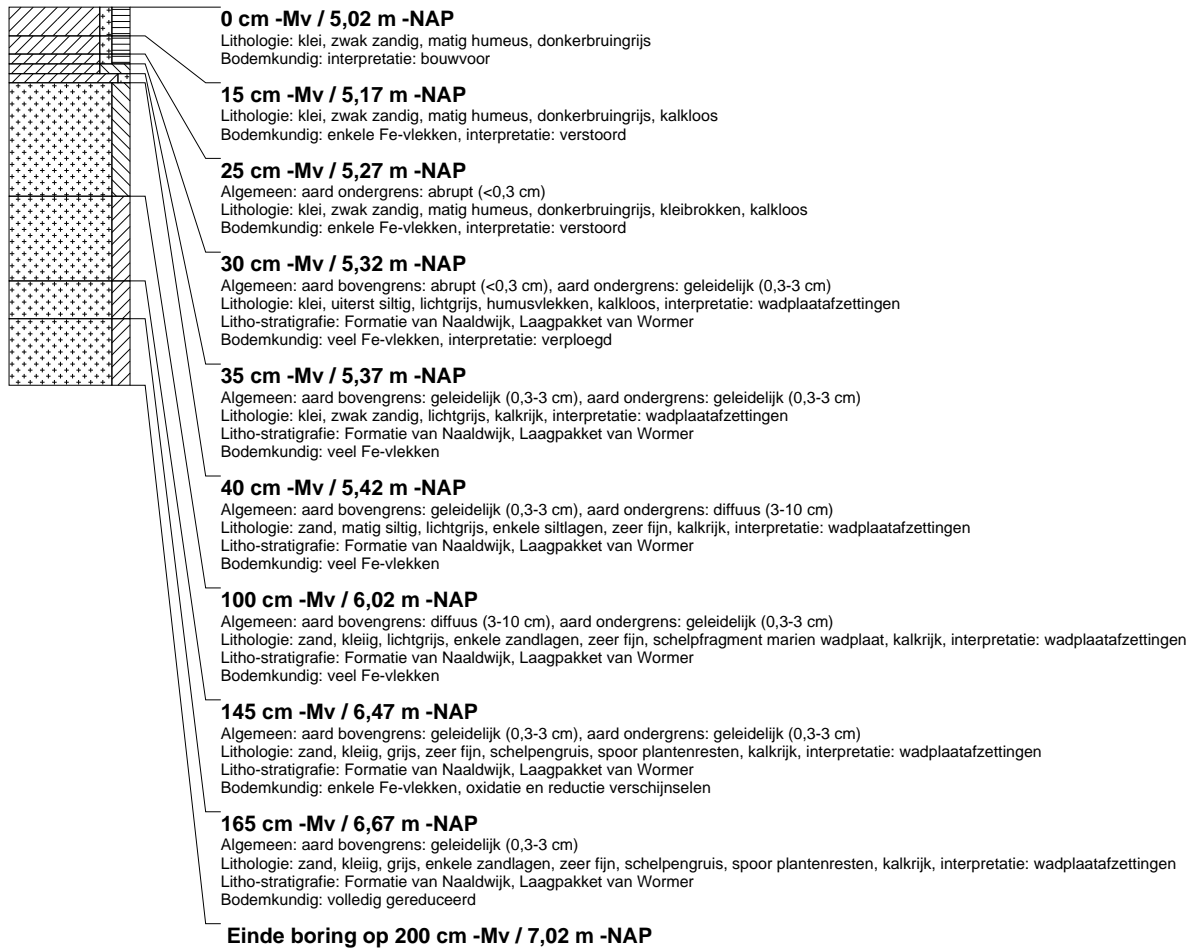 0 cm -Mv / 5,02 m -NAP
Lithologie: klei, zwak zandig, matig humeus, donkerbruingrijs
Bodemkundig: interpretatie: bouwvoor
15 cm -Mv / 5,17 m -NAP
Lithologie: klei, zwak zandig, matig humeus, donkerbruingrijs, kalkloos
Bodemkundig: enkele Fe-vlekken, interpretatie: verstoord
25 cm -Mv / 5,27 m -NAP
Algemeen: aard ondergrens: abrupt (<0,3 cm)
Lithologie: klei, zwak zandig, matig humeus, donkerbruingrijs, kleibrokken, kalkloos
Bodemkundig: enkele Fe-vlekken, interpretatie: verstoord
30 cm -Mv / 5,32 m -NAP
Algemeen: aard bovengrens: abrupt (<0,3 cm), aard ondergrens: geleidelijk (0,3-3 cm)
Lithologie: klei, uiterst siltig, lichtgrijs, humusvlekken, kalkloos, interpretatie: wadplaatafzettingen
Litho-stratigrafie: Formatie van Naaldwijk, Laagpakket van Wormer
Bodemkundig: veel Fe-vlekken, interpretatie: verploegd
35 cm -Mv / 5,37 m -NAP
Algemeen: aard bovengrens: geleidelijk (0,3-3 cm), aard ondergrens: geleidelijk (0,3-3 cm)
Lithologie: klei, zwak zandig, lichtgrijs, kalkrijk, interpretatie: wadplaatafzettingen
Litho-stratigrafie: Formatie van Naaldwijk, Laagpakket van Wormer
Bodemkundig: veel Fe-vlekken
40 cm -Mv / 5,42 m -NAP
Algemeen: aard bovengrens: geleidelijk (0,3-3 cm), aard ondergrens: diffuus (3-10 cm)
Lithologie: zand, matig siltig, lichtgrijs, enkele siltlagen, zeer fijn, kalkrijk, interpretatie: wadplaatafzettingen
Litho-stratigrafie: Formatie van Naaldwijk, Laagpakket van Wormer
Bodemkundig: veel Fe-vlekken
100 cm -Mv / 6,02 m -NAP
Algemeen: aard bovengrens: diffuus (3-10 cm), aard ondergrens: geleidelijk (0,3-3 cm)
Lithologie: zand, kleiig, lichtgrijs, enkele zandlagen, zeer fijn, schelpfragment marien wadplaat, kalkrijk, interpretatie: wadplaatafzettingen
Litho-stratigrafie: Formatie van Naaldwijk, Laagpakket van Wormer
Bodemkundig: veel Fe-vlekken
145 cm -Mv / 6,47 m -NAP
Algemeen: aard bovengrens: geleidelijk (0,3-3 cm), aard ondergrens: geleidelijk (0,3-3 cm)
Lithologie: zand, kleiig, grijs, zeer fijn, schelpengruis, spoor plantenresten, kalkrijk, interpretatie: wadplaatafzettingen
Litho-stratigrafie: Formatie van Naaldwijk, Laagpakket van Wormer
Bodemkundig: enkele Fe-vlekken, oxidatie en reductie verschijnselen
165 cm -Mv / 6,67 m -NAP
Algemeen: aard bovengrens: geleidelijk (0,3-3 cm)
Lithologie: zand, kleiig, grijs, enkele zandlagen, zeer fijn, schelpengruis, spoor plantenresten, kalkrijk, interpretatie: wadplaatafzettingen
Litho-stratigrafie: Formatie van Naaldwijk, Laagpakket van Wormer
Bodemkundig: volledig gereduceerd
Einde boring op 200 cm -Mv / 7,02 m -NAP